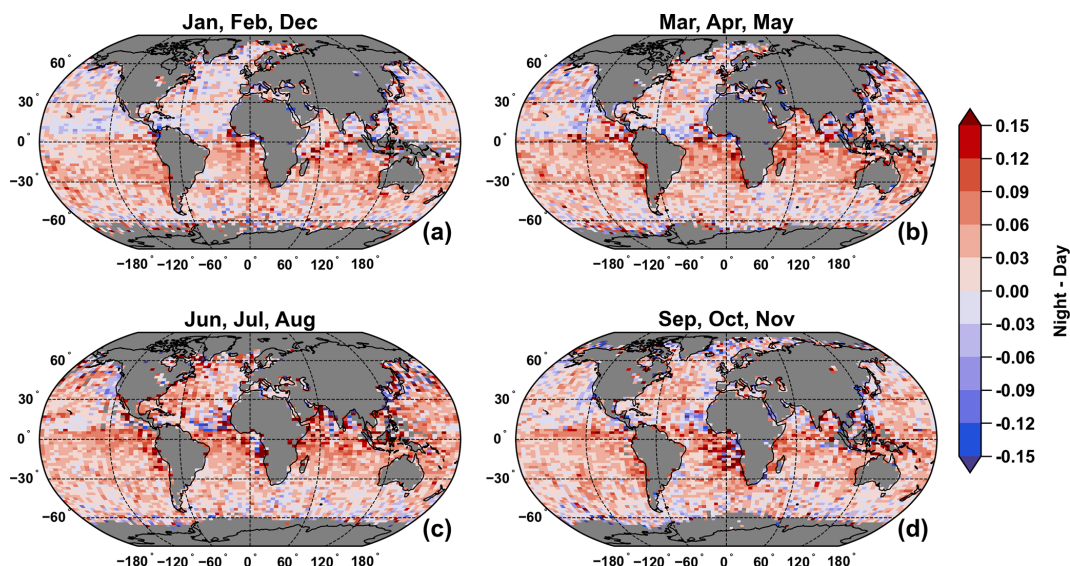 Jan, Feb, Dec
Mar, Apr, May
60°
30°
0°
−30°
−60°
(a)
−180° −120° −60° 0° 60° 120° 180°
60°
30°
0°
−30°
−60°
(b)
−180° −120° −60° 0° 60° 120° 180°
Jun, Jul, Aug
Sep, Oct, Nov
60°
30°
0°
−30°
−60°
(c)
−180° −120° −60° 0° 60° 120° 180°
60°
30°
0°
−30°
−60°
(d)
−180° −120° −60° 0° 60° 120° 180°
0.15
0.12
0.09
0.06
0.03
0.00
-0.03
-0.06
-0.09
-0.12
-0.15
Night - Day